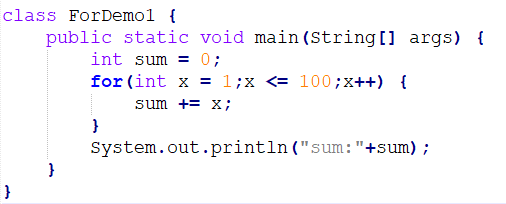 class ForDemo1 {
    public static void main(String[] args) {
        int sum = 0;
        for(int x = 1;x <= 100;x++) {
            sum += x;
        }
        System.out.println("sum:"+sum);
    }
}